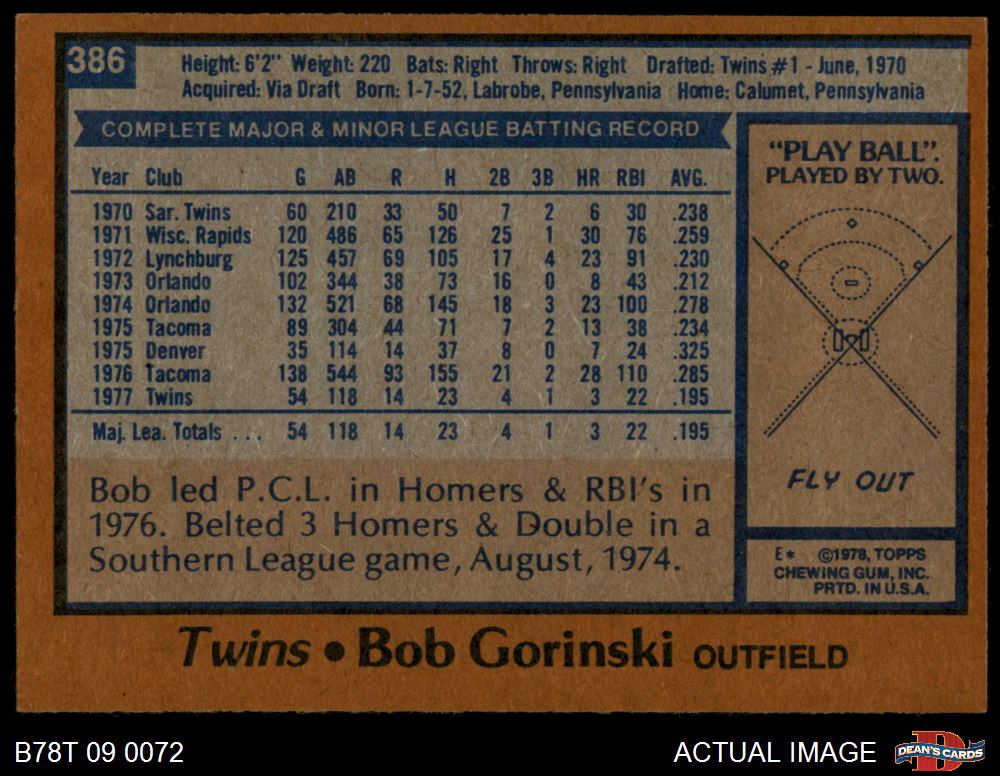 386
Height: 6'2" Weight: 220 Bats: Right Throws: Right Drafted: Twins #1 - June, 1970
Acquired: Via Draft Born: 1-7-52, Labrobe, Pennsylvania Home: Calumet, Pennsylvania
COMPLETE MAJOR & MINOR LEAGUE BATTING RECORD
Year Club G AB R H 2B 3B HR RBI AVG.
1970 Sar. Twins 60 210 33 50 7 2 6 30 .238
1971 Wisc. Rapids 120 486 65 126 25 1 30 76 .259
1972 Lynchburg 125 457 69 105 17 4 23 91 .230
1973 Orlando 102 344 38 73 16 0 8 43 .212
1974 Orlando 132 521 68 145 18 3 23 100 .278
1975 Tacoma 89 304 44 71 7 2 13 38 .234
1975 Denver 35 114 14 37 8 0 7 24 .325
1976 Tacoma 138 544 93 155 21 2 28 110 .285
1977 Twins 54 118 14 23 4 1 3 22 .195
Maj. Lea. Totals . . . 54 118 14 23 4 1 3 22 .195
Bob led P.C.L. in Homers & RBI's in
1976. Belted 3 Homers & Double in a
Southern League game, August, 1974.
"PLAY BALL".
PLAYED BY TWO.
FLY OUT
E* ©1978, TOPPS
CHEWING GUM, INC.
PRTD. IN U.S.A.
Twins • Bob Gorinski OUTFIELD
B78T 09 0072
ACTUAL IMAGE
DEAN'S CARDS